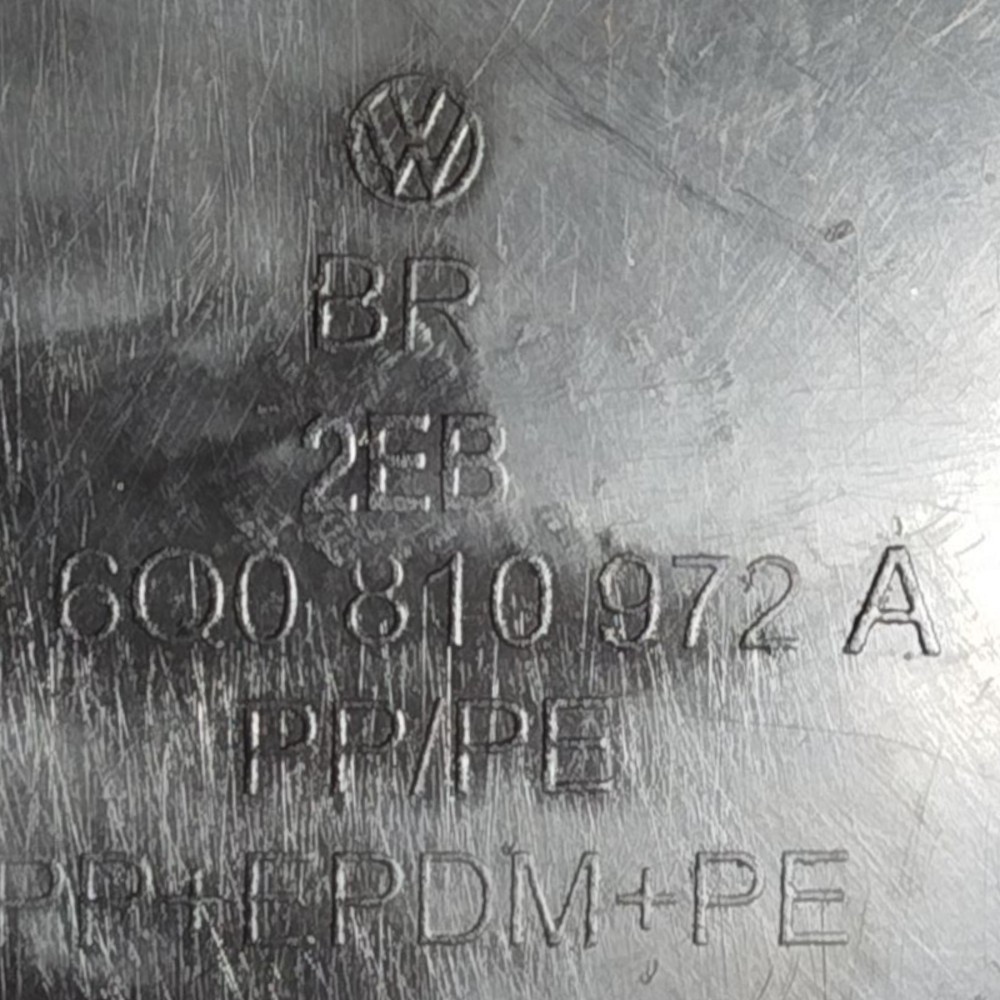 BR
2EB
6Q0 810 972 A
PP/PE
PP+EPDM+PE